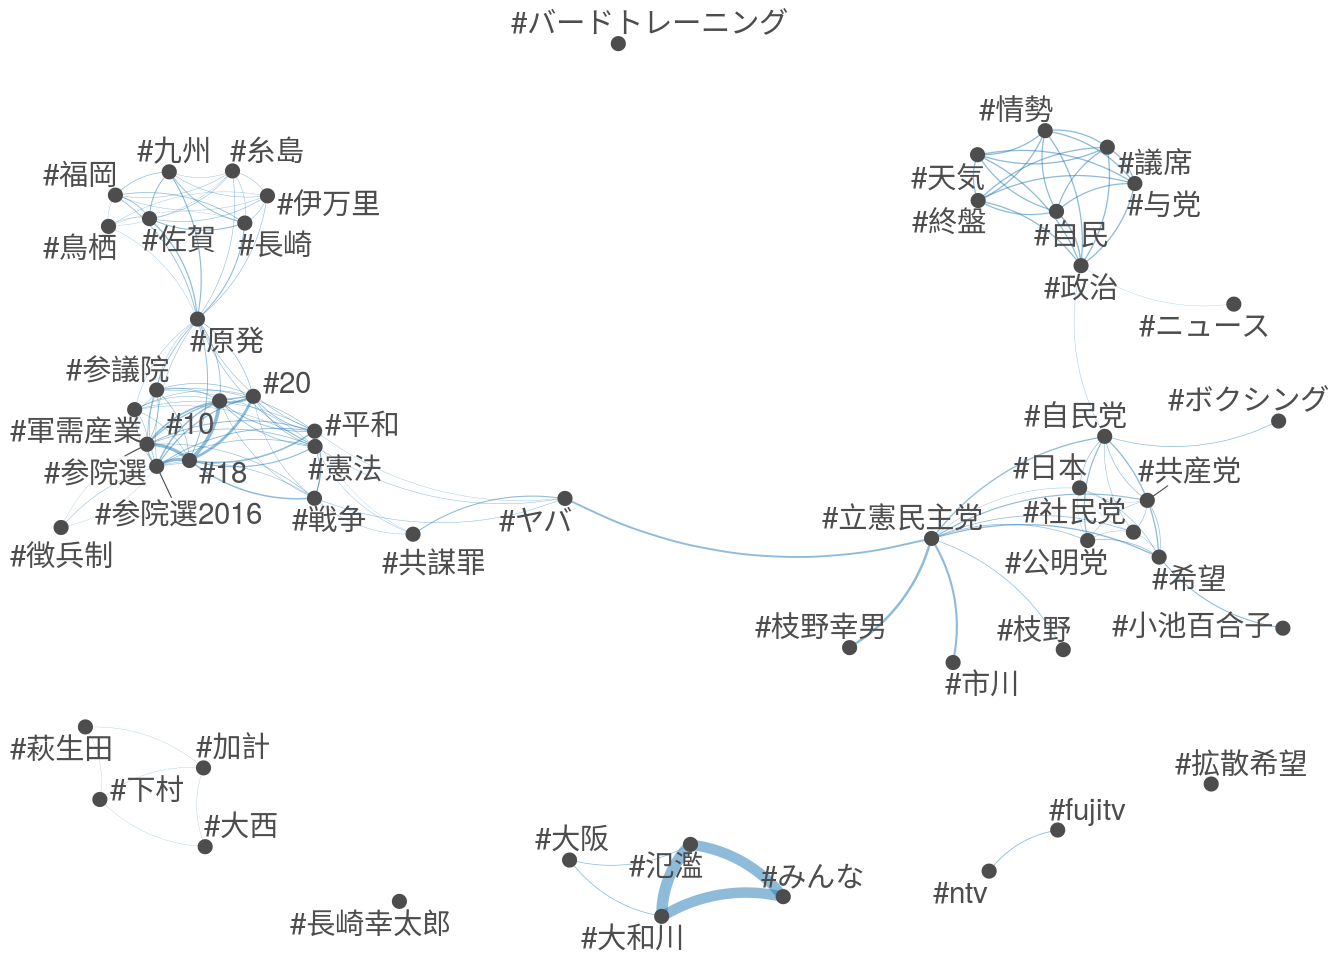 #バードトレーニング
#情勢
#九州
#糸島
#福岡
#議席
#天気
#伊万里
#与党
#終盤
#自民
#鳥栖
#佐賀
#長崎
#政治
#ニュース
#原発
#参議院
#20
#ボクシング
#自民党
#10
#平和
#軍需産業
#日本
#共産党
#参院選
#18
#憲法
#参院選2016
#戦争
#ヤバ
#立憲民主党
#社民党
#徴兵制
#共謀罪
#公明党
#希望
#枝野幸男
#枝野
#小池百合子
#市川
#萩生田
#加計
#下村
#拡散希望
#大西
#fujitv
#大阪
#氾濫
#みんな
#ntv
#長崎幸太郎
#大和川